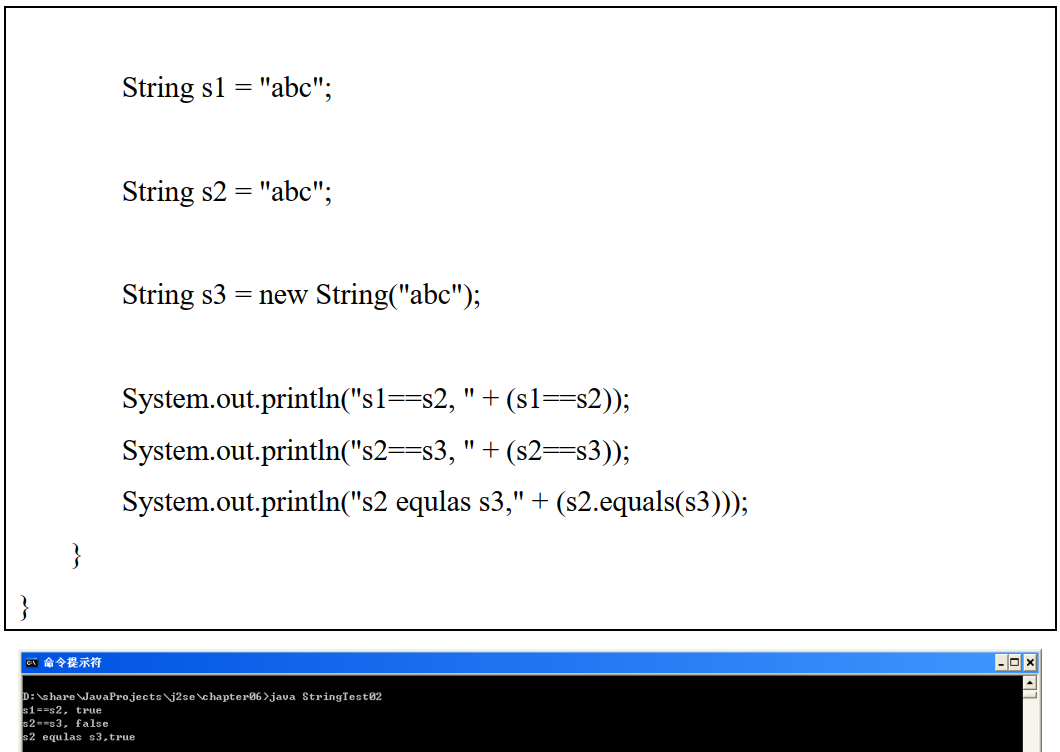 String s1 = "abc";
String s2 = "abc";
String s3 = new String("abc");
System.out.println("s1==s2, " + (s1==s2));
System.out.println("s2==s3, " + (s2==s3));
System.out.println("s2 equlas s3," + (s2.equals(s3)));
}
}
命令提示符
D:\share\JavaProjects\j2se\chapter06>java StringTest02
s1==s2, true
s2==s3, false
s2 equlas s3,true